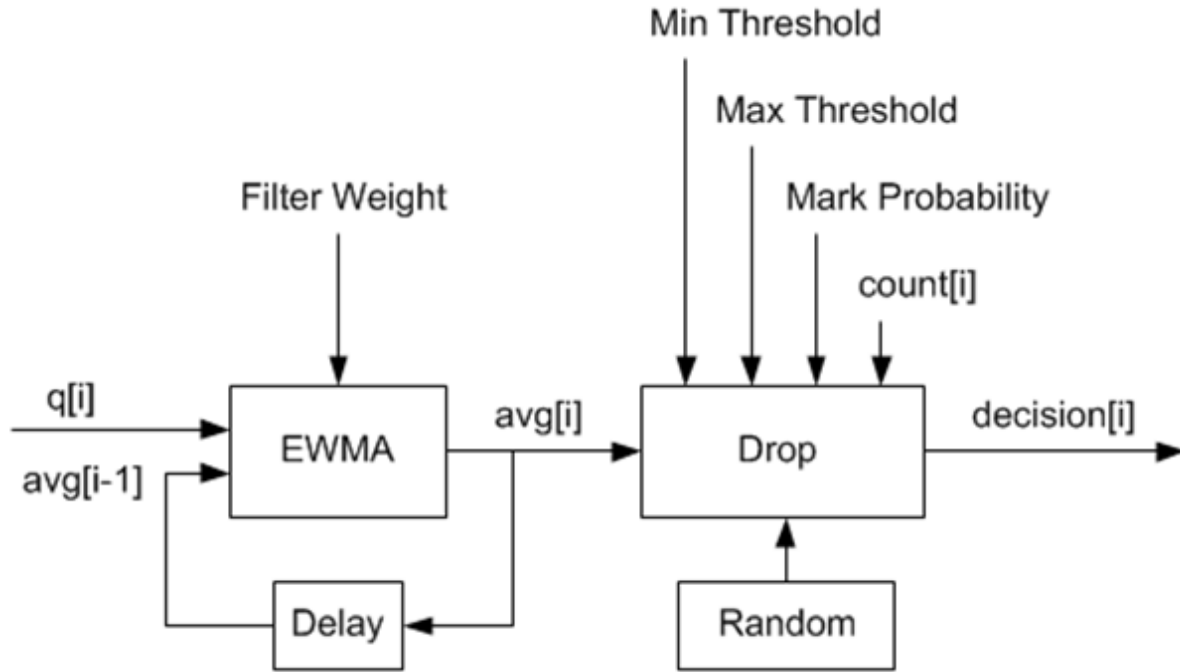 Min Threshold
Max Threshold
Filter Weight
Mark Probability
count[i]
q[i]
avg[i]
decision[i]
EWMA
Drop
avg[i-1]
Delay
Random